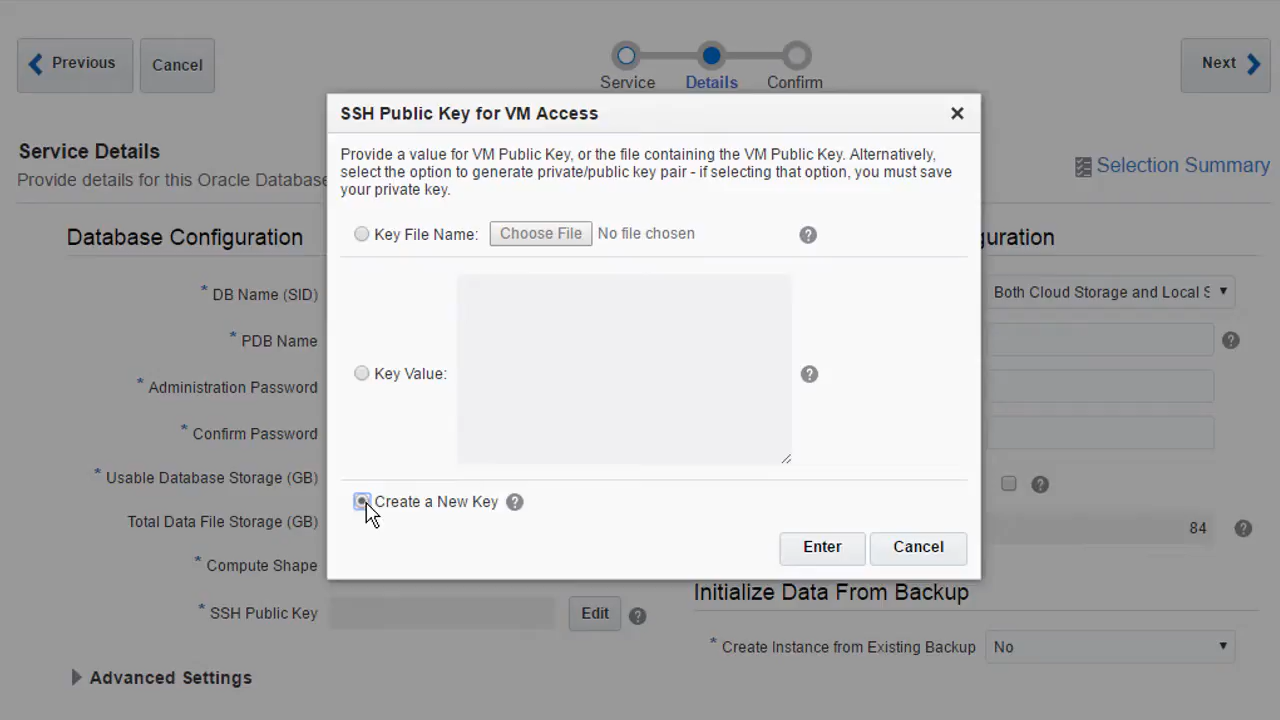 Previous
Cancel
Service
Details
Confirm
Next
SSH Public Key for VM Access
Provide a value for VM Public Key, or the file containing the VM Public Key. Alternatively,
select the option to generate private/public key pair - if selecting that option, you must save
your private key.
Service Details
Provide details for this Oracle Database
Selection Summary
Key File Name: Choose File No file chosen ?
Database Configuration
guration
* DB Name (SID)
Both Cloud Storage and Local S
* PDB Name
?
* Administration Password
Key Value: ?
* Confirm Password
* Usable Database Storage (GB)
?
Create a New Key ?
Total Data File Storage (GB)
84 ?
Enter
Cancel
* Compute Shape
* SSH Public Key
Edit ?
Initialize Data From Backup
* Create Instance from Existing Backup
No
Advanced Settings